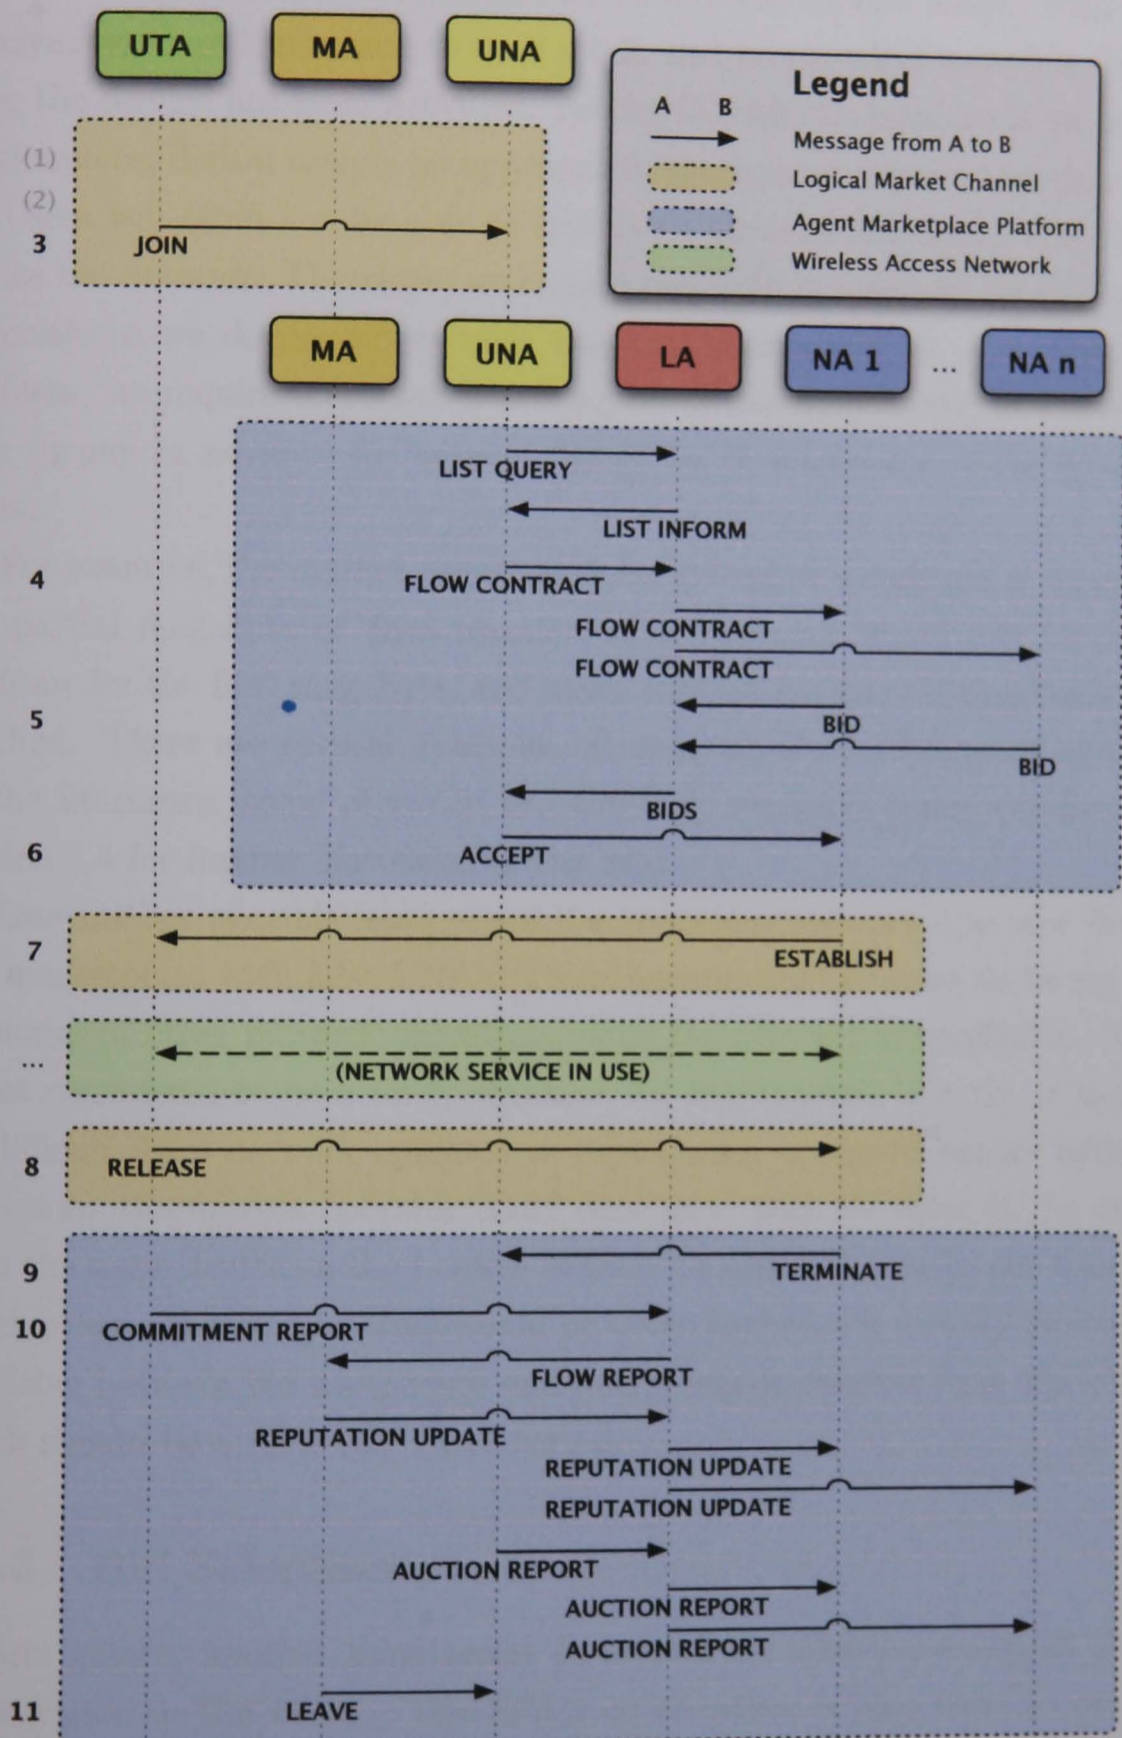 UTA MA UNA
Legend
A B
Message from A to B
Logical Market Channel
Agent Marketplace Platform
Wireless Access Network
(1)
(2)
3 JOIN
MA UNA LA NA 1 ... NA n
LIST QUERY
LIST INFORM
4 FLOW CONTRACT
FLOW CONTRACT
FLOW CONTRACT
5 BID
BID
BIDS
6 ACCEPT
7 ESTABLISH
... (NETWORK SERVICE IN USE)
8 RELEASE
9 TERMINATE
10 COMMITMENT REPORT
FLOW REPORT
REPUTATION UPDATE
REPUTATION UPDATE
REPUTATION UPDATE
AUCTION REPORT
AUCTION REPORT
AUCTION REPORT
11 LEAVE